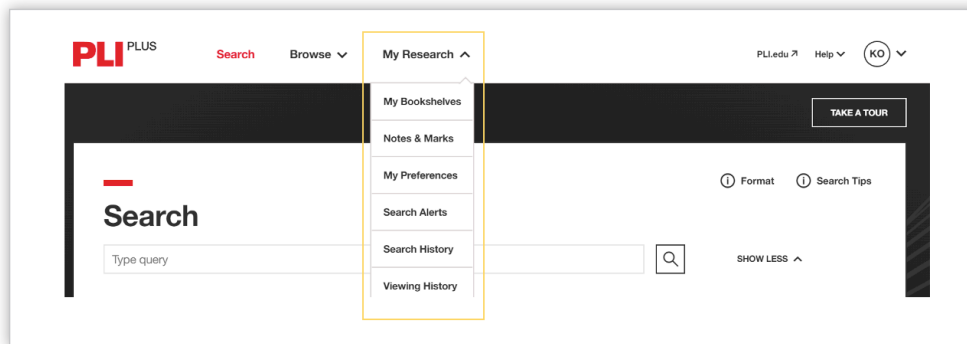 PLI PLUS Search Browse My Research PLI.edu Help KO
My Bookshelves
TAKE A TOUR
Notes & Marks
My Preferences
Format Search Tips
Search Alerts
Search
Search History
Type query
SHOW LESS
Viewing History